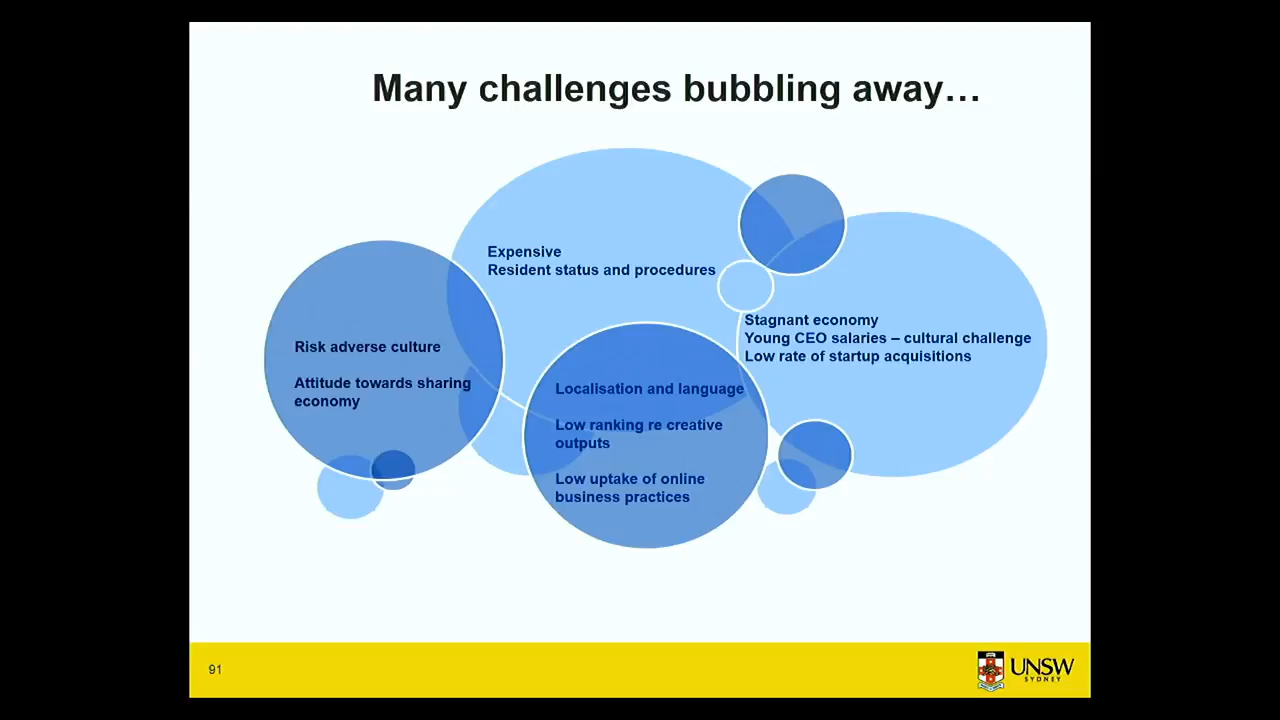 Many challenges bubbling away…
Expensive
Resident status and procedures
Risk adverse culture
Attitude towards sharing
economy
Localisation and language
Low ranking re creative
outputs
Low uptake of online
business practices
Stagnant economy
Young CEO salaries – cultural challenge
Low rate of startup acquisitions
91
UNSW
SYDNEY